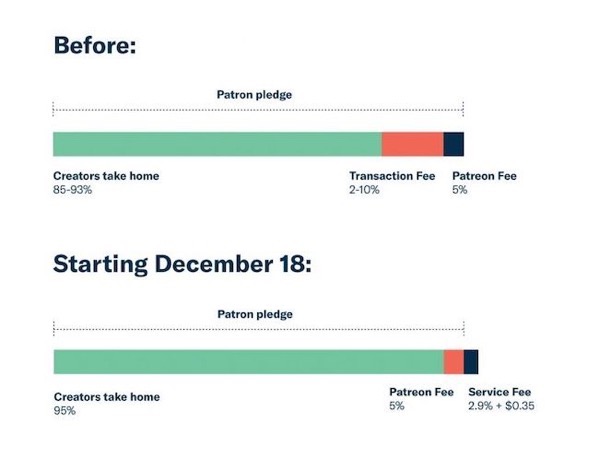 Before:
Patron pledge
Creators take home
85-93%
Transaction Fee
2-10%
Patreon Fee
5%
Starting December 18:
Patron pledge
Creators take home
95%
Patreon Fee
5%
Service Fee
2.9% + $0.35